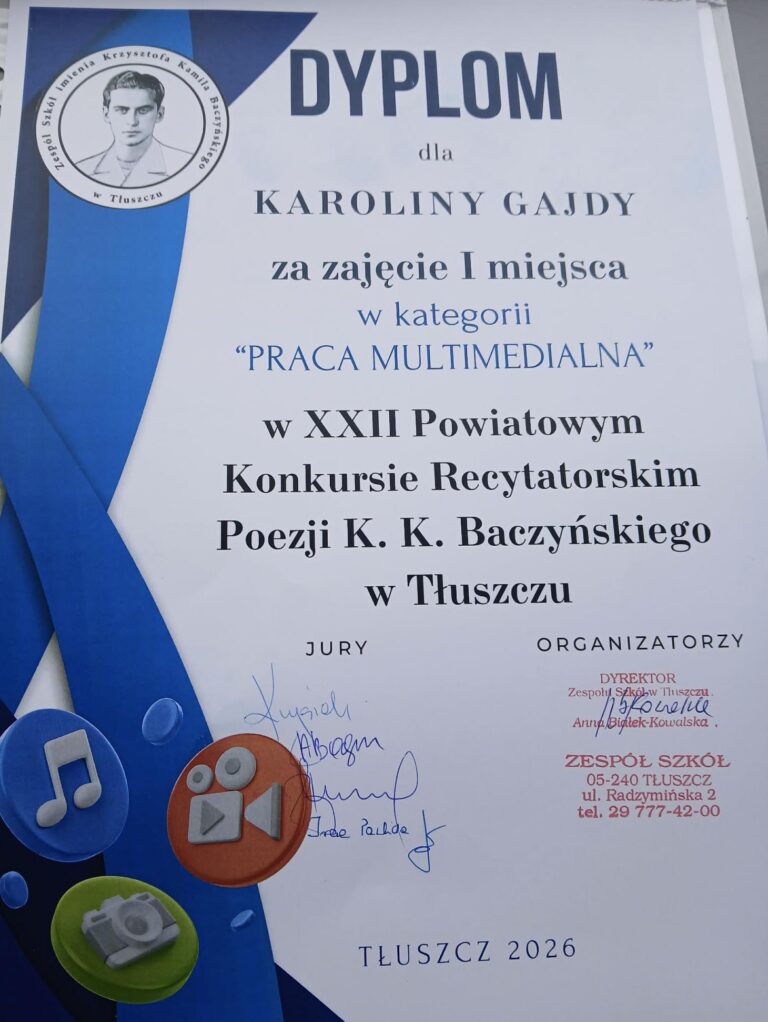 Zespół Szkół imienia Krzysztofa Kamila Baczyńskiego
w Tłuszczu
DYPLOM
dla
KAROLINY GAJDY
za zajęcie I miejsca
w kategorii
“PRACA MULTIMEDIALNA”
w XXII Powiatowym
Konkursie Recytatorskim
Poezji K. K. Baczyńskiego
w Tłuszczu
JURY
ORGANIZATORZY
DYREKTOR
Zespołu Szkół w Tłuszczu
Anna Białek-Kowalska
ZESPÓŁ SZKÓŁ
05-240 TŁUSZCZ
ul. Radzymińska 2
tel. 29 777-42-00
TŁUSZCZ 2026